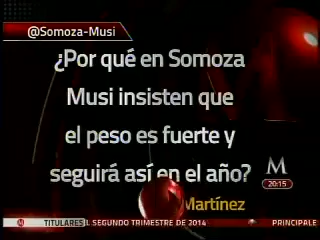 @Somoza-Musi
¿Por qué en Somoza
Musi insisten que
el peso es fuerte y
seguirá así en el año?
Martínez
M
20:15
TITULARES
EL SEGUNDO TRIMESTRE DE 2014
PRINCIPALE